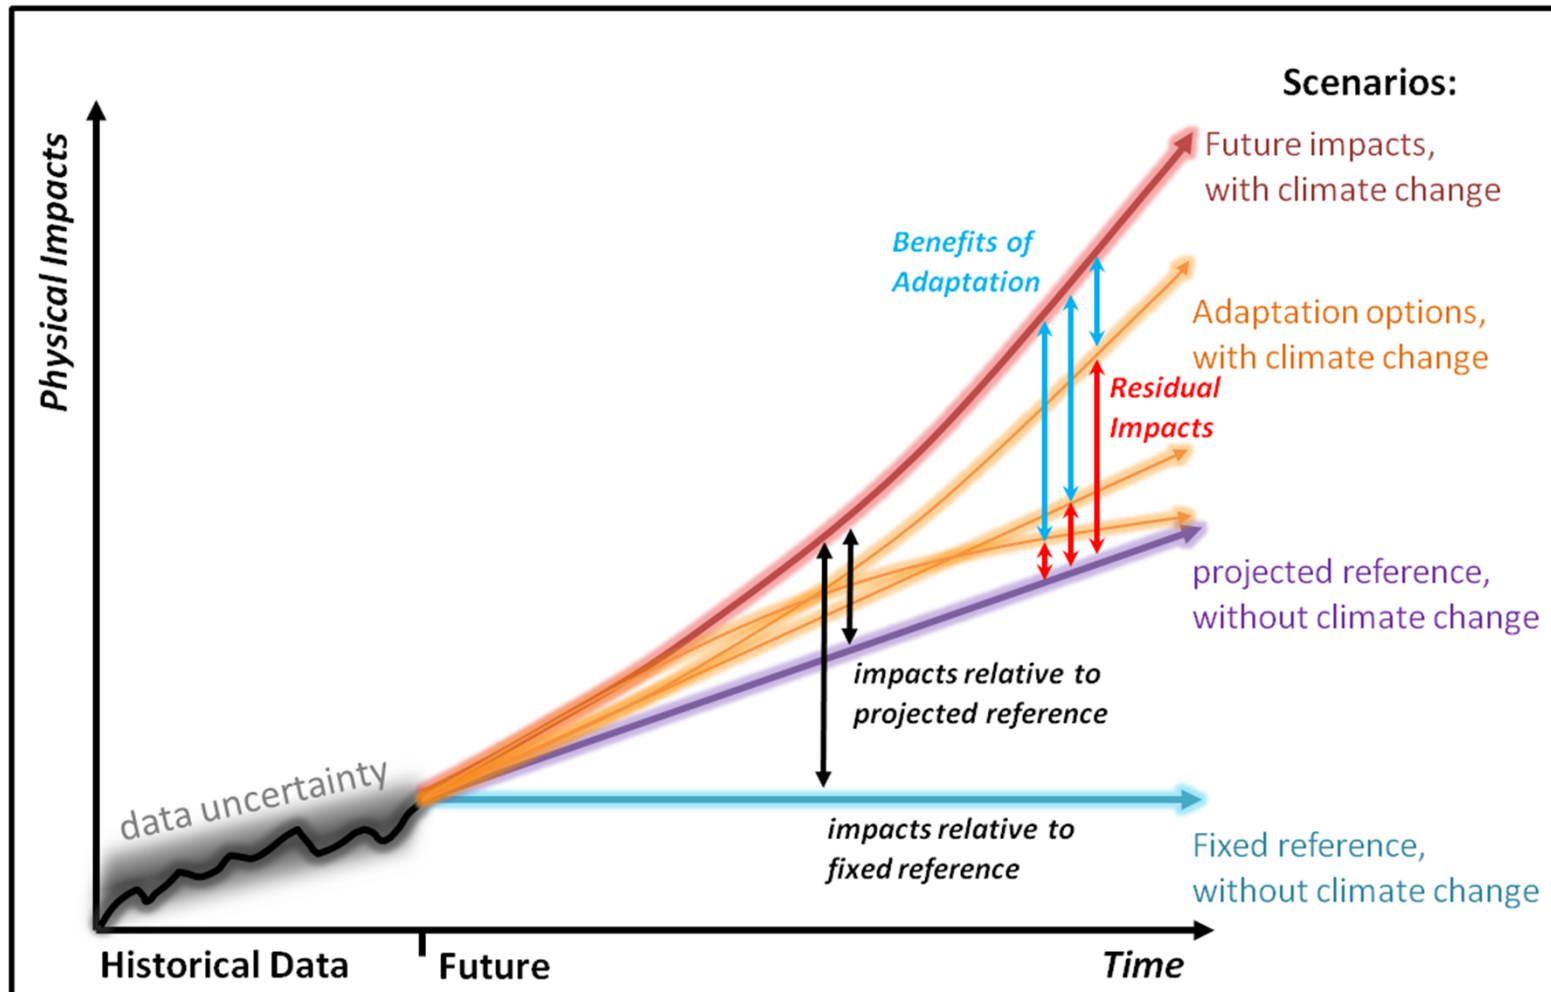 Scenarios:
Future impacts,
with climate change
Physical Impacts
Benefits of
Adaptation
Adaptation options,
with climate change
Residual
Impacts
projected reference,
without climate change
impacts relative to
projected reference
data uncertainty
impacts relative to
fixed reference
Fixed reference,
without climate change
Historical Data
Future
Time